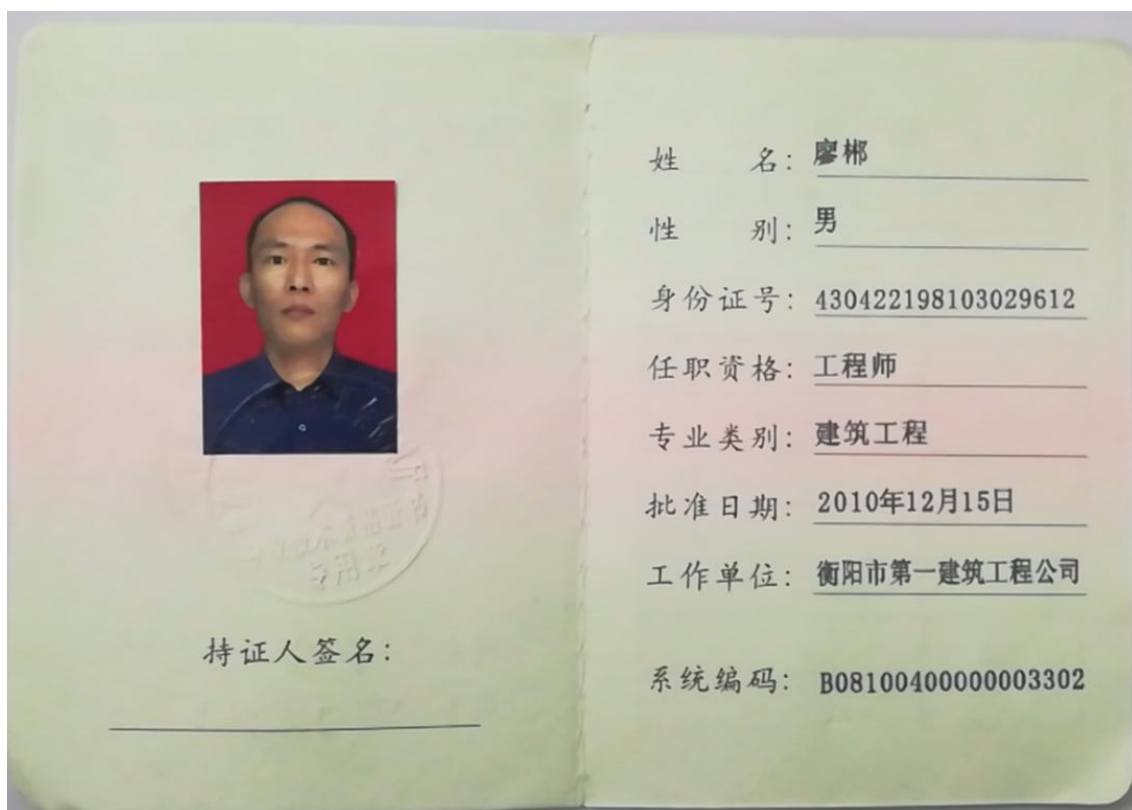 持证人签名：
姓名：廖郴
性别：男
身份证号：430422198103029612
任职资格：工程师
专业类别：建筑工程
批准日期：2010年12月15日
工作单位：衡阳市第一建筑工程公司
系统编码：B08100400000003302